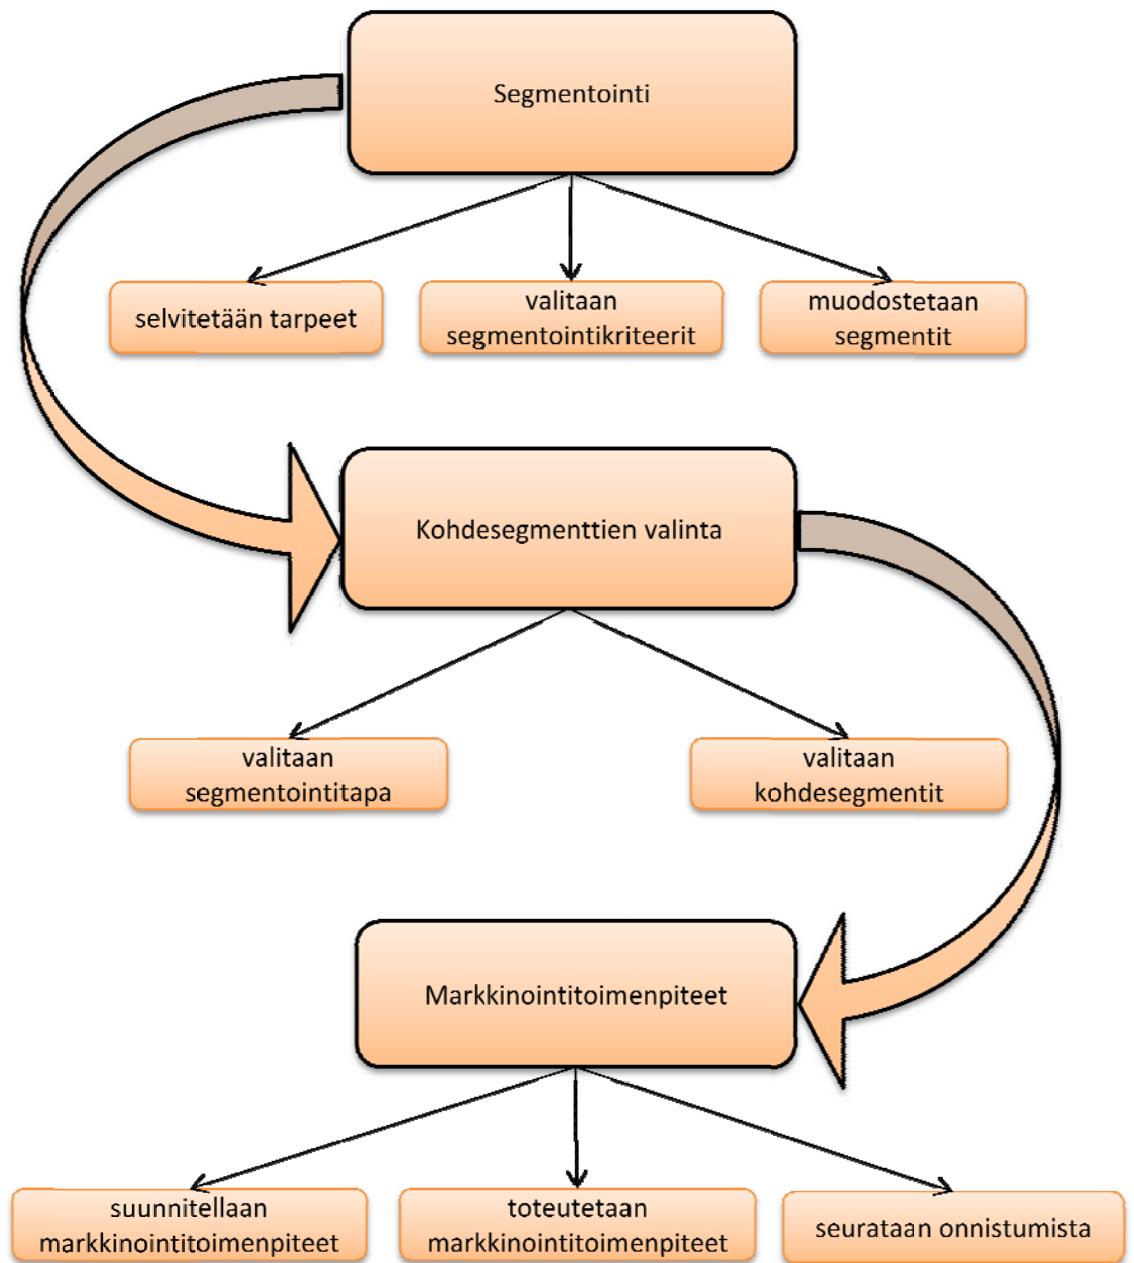 Segmentointi
selvitetään tarpeet
valitaan
segmentointikriteerit
muodostetaan
segmentit
Kohdesegmenttien valinta
valitaan
segmentointitapa
valitaan
kohdesegmentit
Markkinointitoimenpiteet
suunnitellaan
markkinointitoimenpiteet
toteutetaan
markkinointitoimenpiteet
seurataan onnistumista